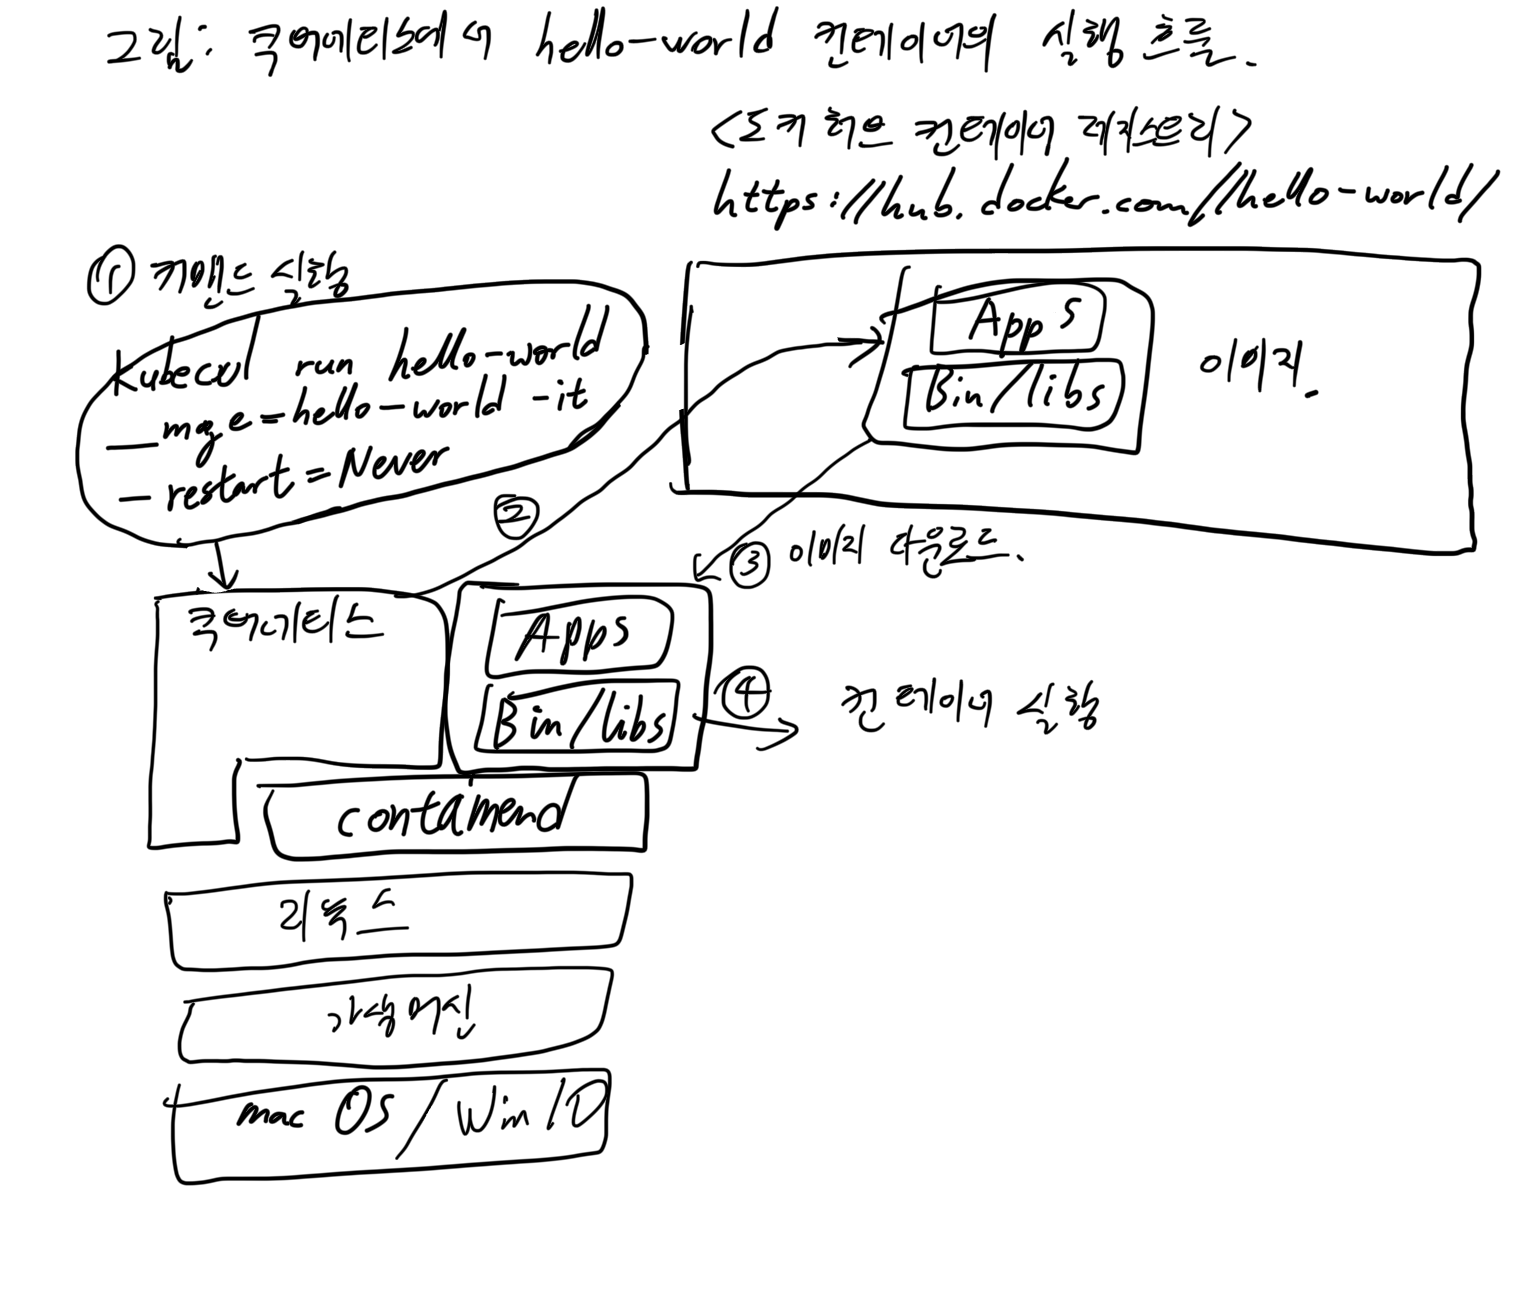 그림: 쿠버네티스에서 hello-world 컨테이너의 실행 흐름.
<도커 허브 컨테이너 레지스트리>
https://hub.docker.com//hello-world/
① 커맨드 실행
kubectl run hello-world
=hello-world -it
- restart=Never
Apps
Bin/libs
이미지.
②
③ 이미지 다운로드.
쿠버네티스
Apps
Bin/libs
④ 컨테이너 실행
containerd
리눅스
가상 머신
mac OS / Win 10